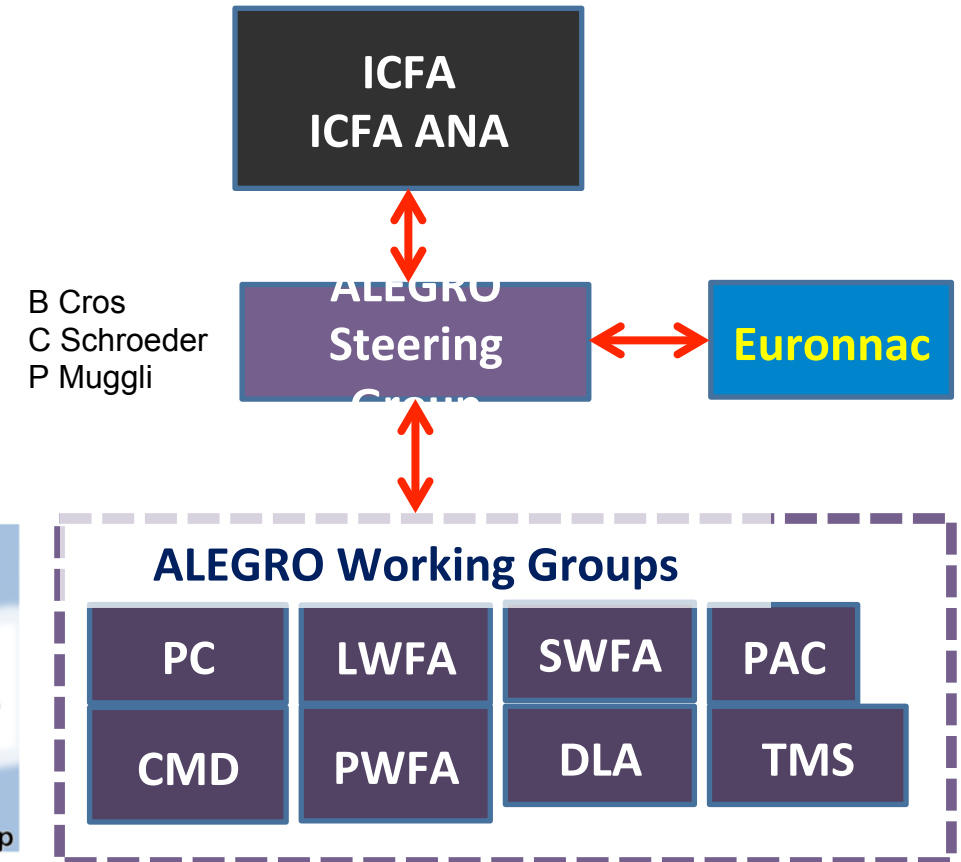 ICFA
ICFA ANA
B Cros
C Schroeder
P Muggli
ALEGRO
Steering
Group
Euronnac
ALEGRO Working Groups
PC
LWFA
SWFA
PAC
CMD
PWFA
DLA
TMS